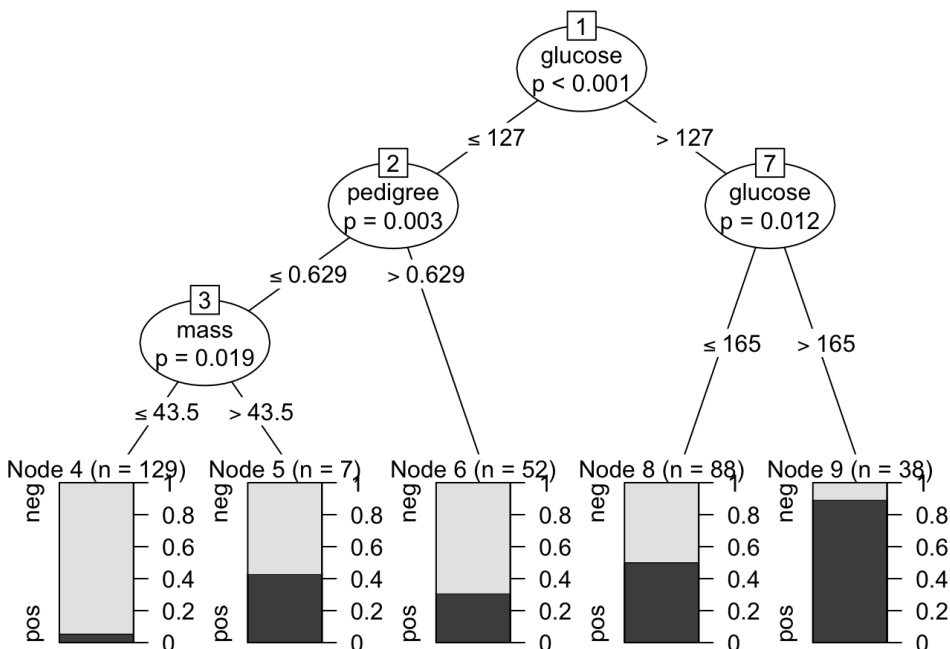 1
glucose
p < 0.001
≤ 127
> 127
2
pedigree
p = 0.003
7
glucose
p = 0.012
≤ 0.629
> 0.629
3
mass
p = 0.019
≤ 165
> 165
≤ 43.5
> 43.5
Node 4 (n = 129)
neg
pos
1
0.8
0.6
0.4
0.2
0
Node 5 (n = 7)
neg
pos
1
0.8
0.6
0.4
0.2
0
Node 6 (n = 52)
neg
pos
1
0.8
0.6
0.4
0.2
0
Node 8 (n = 88)
neg
pos
1
0.8
0.6
0.4
0.2
0
Node 9 (n = 38)
neg
pos
1
0.8
0.6
0.4
0.2
0